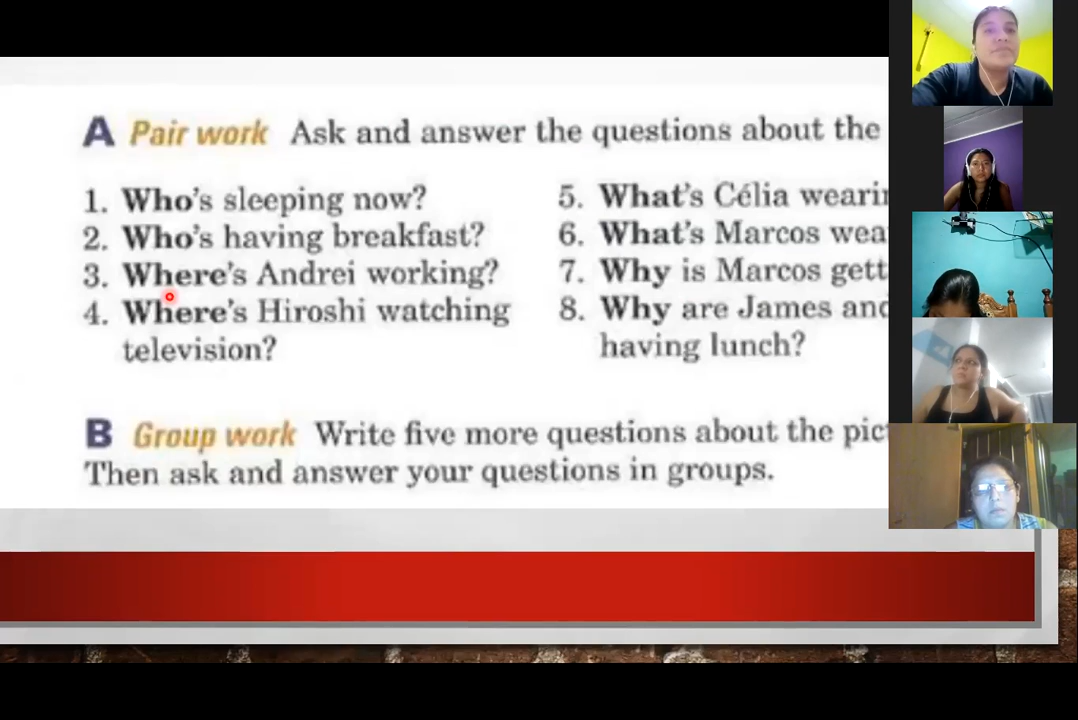 A Pair work Ask and answer the questions about the
1. Who's sleeping now?
2. Who's having breakfast?
3. Where's Andrei working?
4. Where's Hiroshi watching
television?
5. What's Célia
6. What's Marcos
7. Why is Marcos
8. Why are James
having lunch?
B Group work Write five more questions about the
Then ask and answer your questions in groups.